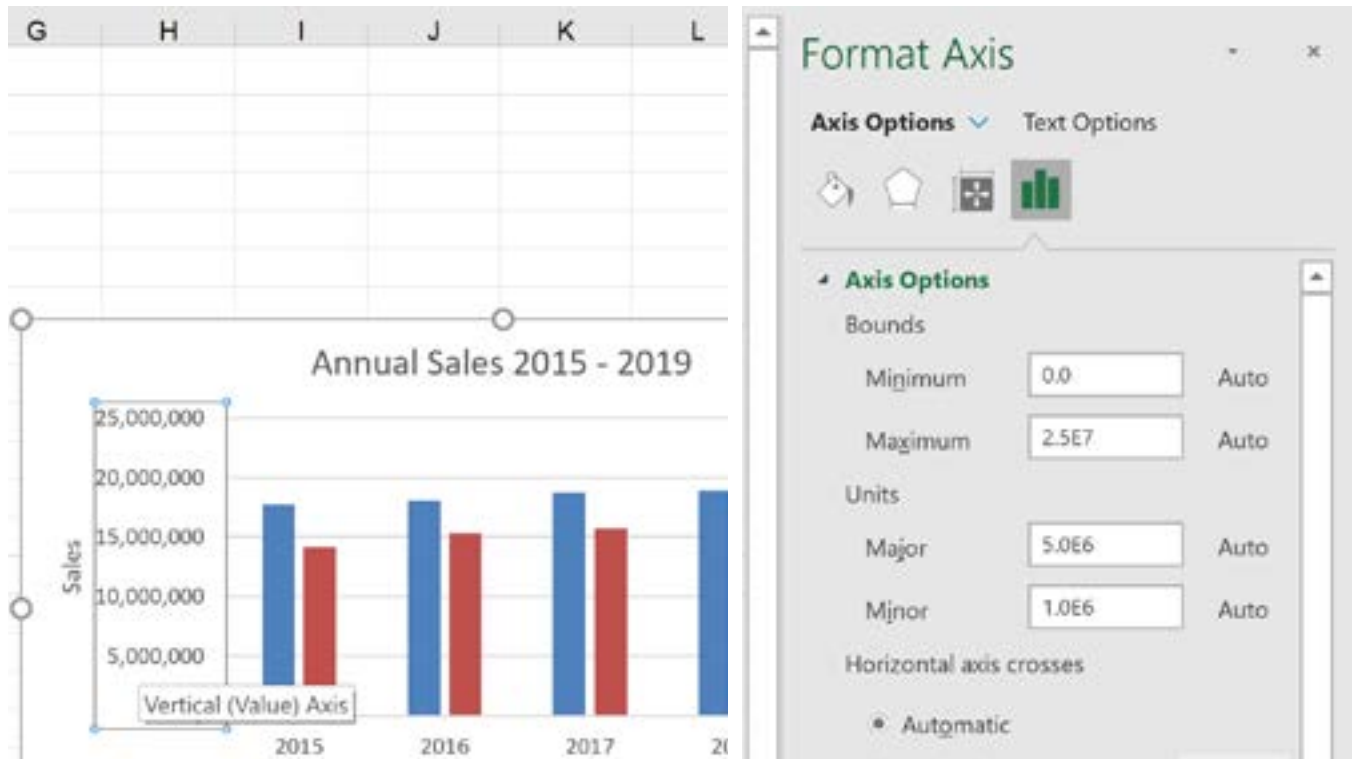 G H I J K L
Annual Sales 2015 - 2019
25,000,000
20,000,000
15,000,000
10,000,000
5,000,000
Sales
Vertical (Value) Axis
2015 2016 2017 20
Format Axis
Axis Options Text Options
Axis Options
Bounds
Minimum 0.0 Auto
Maximum 2.5E7 Auto
Units
Major 5.0E6 Auto
Minor 1.0E6 Auto
Horizontal axis crosses
Automatic